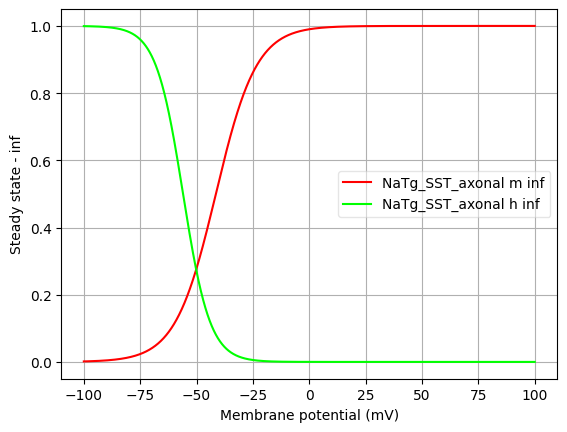 1.0
0.8
0.6
0.4
0.2
0.0
Steady state - inf
NaTg_SST_axonal m inf
NaTg_SST_axonal h inf
−100 −75 −50 −25 0 25 50 75 100
Membrane potential (mV)